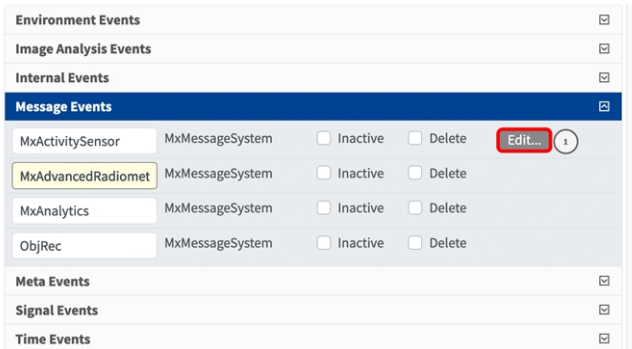 Environment Events
Image Analysis Events
Internal Events
Message Events
MxActivitySensor MxMessageSystem Inactive Delete Edit... 1
MxAdvancedRadiomet MxMessageSystem Inactive Delete
MxAnalytics MxMessageSystem Inactive Delete
ObjRec MxMessageSystem Inactive Delete
Meta Events
Signal Events
Time Events